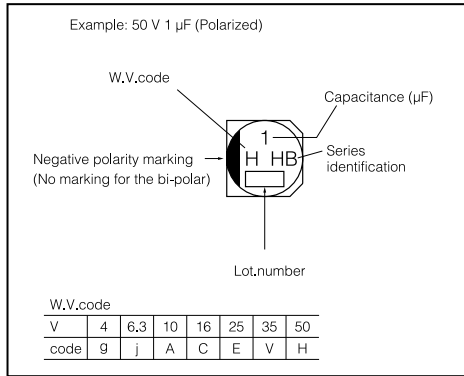 Example: 50 V 1 µF (Polarized)
W.V.code
Capacitance (µF)
1
H HB
Negative polarity marking
(No marking for the bi-polar)
Series
identification
Lot.number
W.V.code
V 4 6.3 10 16 25 35 50
code g j A C E V H